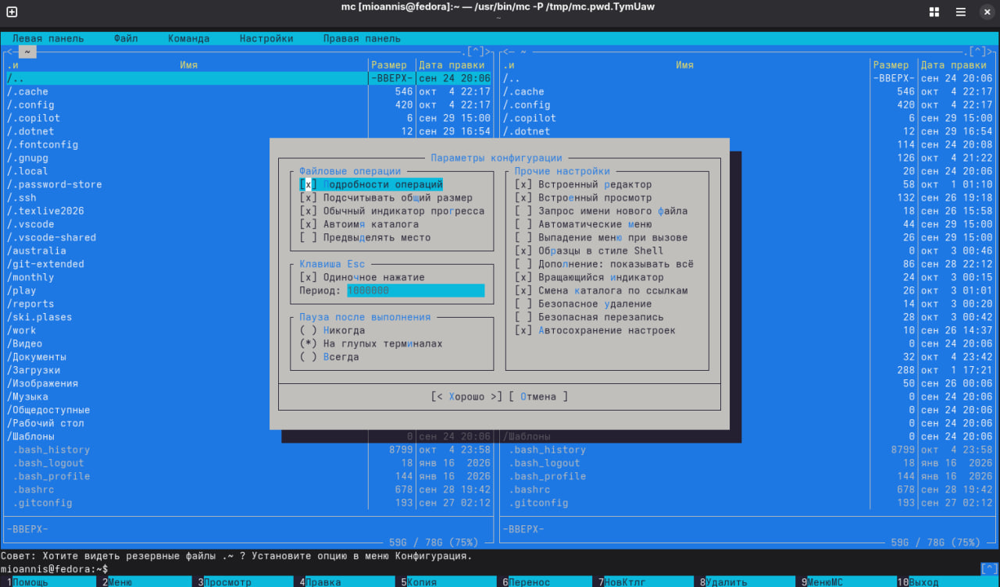 mc [mioannis@fedora]:~ — /usr/bin/mc -P /tmp/mc.pwd.TymUaw
~
Левая панель Файл Команда Настройки Правая панель
<— ~ .[^]> <— ~ .[^]>
.и Имя Размер Дата правки .и Имя Размер Дата правки
/.. -ВВЕРХ- сен 24 20:06 /.. -ВВЕРХ- сен 24 20:06
/.cache 546 окт 4 22:17 /.cache 546 окт 4 22:17
/.config 420 окт 4 22:17 /.config 420 окт 4 22:17
/.copilot 6 сен 29 15:00 /.copilot 6 сен 29 15:00
/.dotnet 12 сен 29 16:54 /.dotnet 12 сен 29 16:54
/.fontconfig 114 сен 24 20:08
/.gnupg Параметры конфигурации 126 окт 4 21:22
/.local Файловые операции Прочие настройки 20 сен 24 20:06
/.password-store [x] Подробности операций [x] Встроенный редактор 58 окт 1 01:10
/.ssh [x] Подсчитывать общий размер [x] Встроенный просмотр 132 сен 26 19:18
/.texlive2026 [x] Обычный индикатор прогресса [ ] Запрос имени нового файла 18 сен 26 15:58
/.vscode [x] Автоимя каталога [ ] Автоматические меню 44 сен 29 15:00
/.vscode-shared [ ] Предвыделять место [ ] Выпадение меню при вызове 26 сен 29 15:00
/australia [x] Образцы в стиле Shell 0 окт 3 00:46
/git-extended Клавиша Esc [ ] Дополнение: показывать всё 86 сен 28 22:12
/monthly [x] Одиночное нажатие [x] Вращающийся индикатор 24 окт 3 00:15
/play Период: 1000000 [x] Смена каталога по ссылкам 26 окт 3 01:01
/reports [ ] Безопасное удаление 14 окт 3 00:20
/ski.plases Пауза после выполнения [ ] Безопасная перезапись 28 окт 3 00:42
/work ( ) Никогда [x] Автосохранение настроек 10 сен 26 14:37
/Видео (*) На глупых терминалах 0 сен 24 20:06
/Документы ( ) Всегда 32 окт 4 23:42
/Загрузки 288 окт 1 17:21
/Изображения 50 сен 26 00:06
/Музыка [< Хорошо >] [ Отмена ] 0 сен 24 20:06
/Общедоступные 0 сен 24 20:06
/Рабочий стол 0 сен 24 20:06
/Шаблоны 0 сен 24 20:06 /Шаблоны 0 сен 24 20:06
.bash_history 8799 окт 4 23:58 .bash_history 8799 окт 4 23:58
.bash_logout 18 янв 16 2026 .bash_logout 18 янв 16 2026
.bash_profile 144 янв 16 2026 .bash_profile 144 янв 16 2026
.bashrc 678 сен 28 19:42 .bashrc 678 сен 28 19:42
.gitconfig 193 сен 27 02:12 .gitconfig 193 сен 27 02:12
-ВВЕРХ- -ВВЕРХ-
59G / 78G (75%) 59G / 78G (75%)
Совет: Хотите видеть резервные файлы .~ ? Установите опцию в меню Конфигурация.
mioannis@fedora:~$ [^]
1Помощь 2Меню 3Просмотр 4Правка 5Копия 6Перенос 7НовКтлг 8Удалить 9МенюMC 10Выход